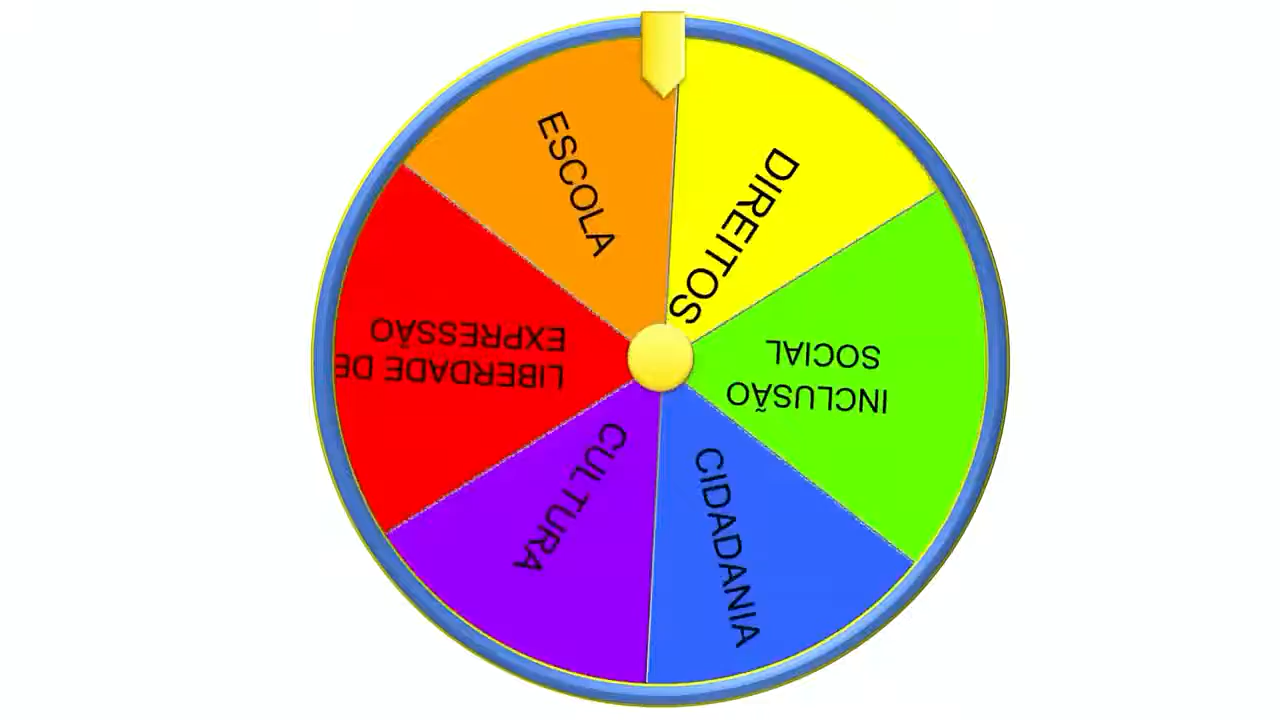 ESCOLA
DIREITOS
INCLUSÃO
SOCIAL
CIDADANIA
CULTURA
LIBERDADE DE
EXPRESSÃO